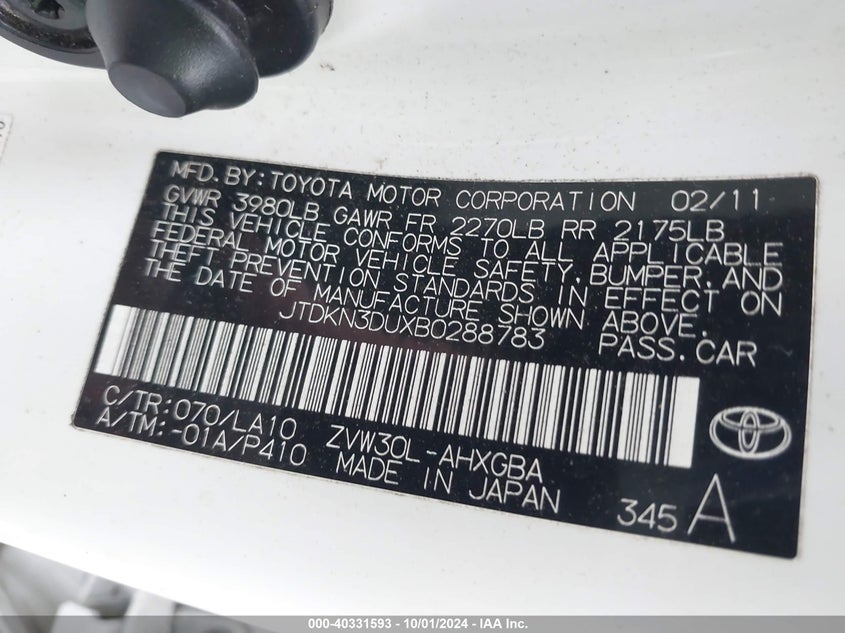 MFD.BY:TOYOTA MOTOR CORPORATION 02/11
GVWR 3980LB GAWR FR 2270LB RR 2175LB
THIS VEHICLE CONFORMS TO ALL APPLICABLE
FEDERAL MOTOR VEHICLE SAFETY,BUMPER,AND
THEFT PREVENTION STANDARDS IN EFFECT ON
THE DATE OF MANUFACTURE SHOWN ABOVE.
JTDKN3DUXB0288783 PASS.CAR
C/TR:070/LA10 ZVW30L-AHXGBA
A/TM:-01A/P410 MADE IN JAPAN
345 A
000-40331593 - 10/01/2024 - IAA Inc.